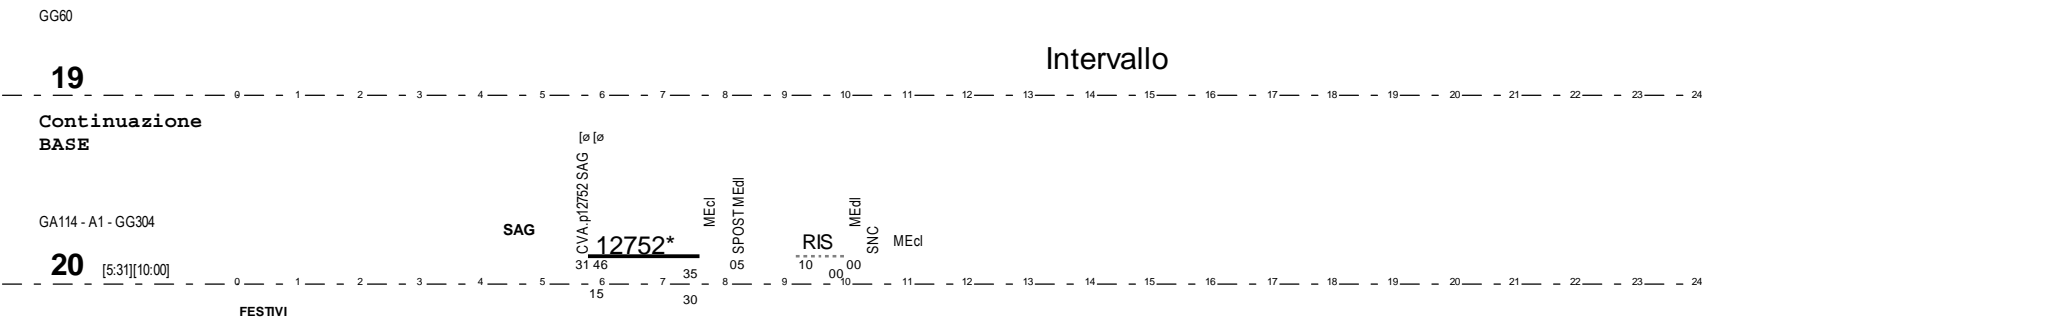 GG60
Intervallo
19
0 1 2 3 4 5 6 7 8 9 10 11 12 13 14 15 16 17 18 19 20 21 22 23 24
Continuazione
BASE
[ø [ø
CVA.p12752 SAG
MEcl
SPOST MEdl
MEdl
SNC
GA114 - A1 - GG304
SAG
12752*
RIS
MEcl
20 [5:31][10:00]
31 46 35 05 10 00 00
0 1 2 3 4 5 6 7 8 9 10 11 12 13 14 15 16 17 18 19 20 21 22 23 24
15 30
FESTIVI